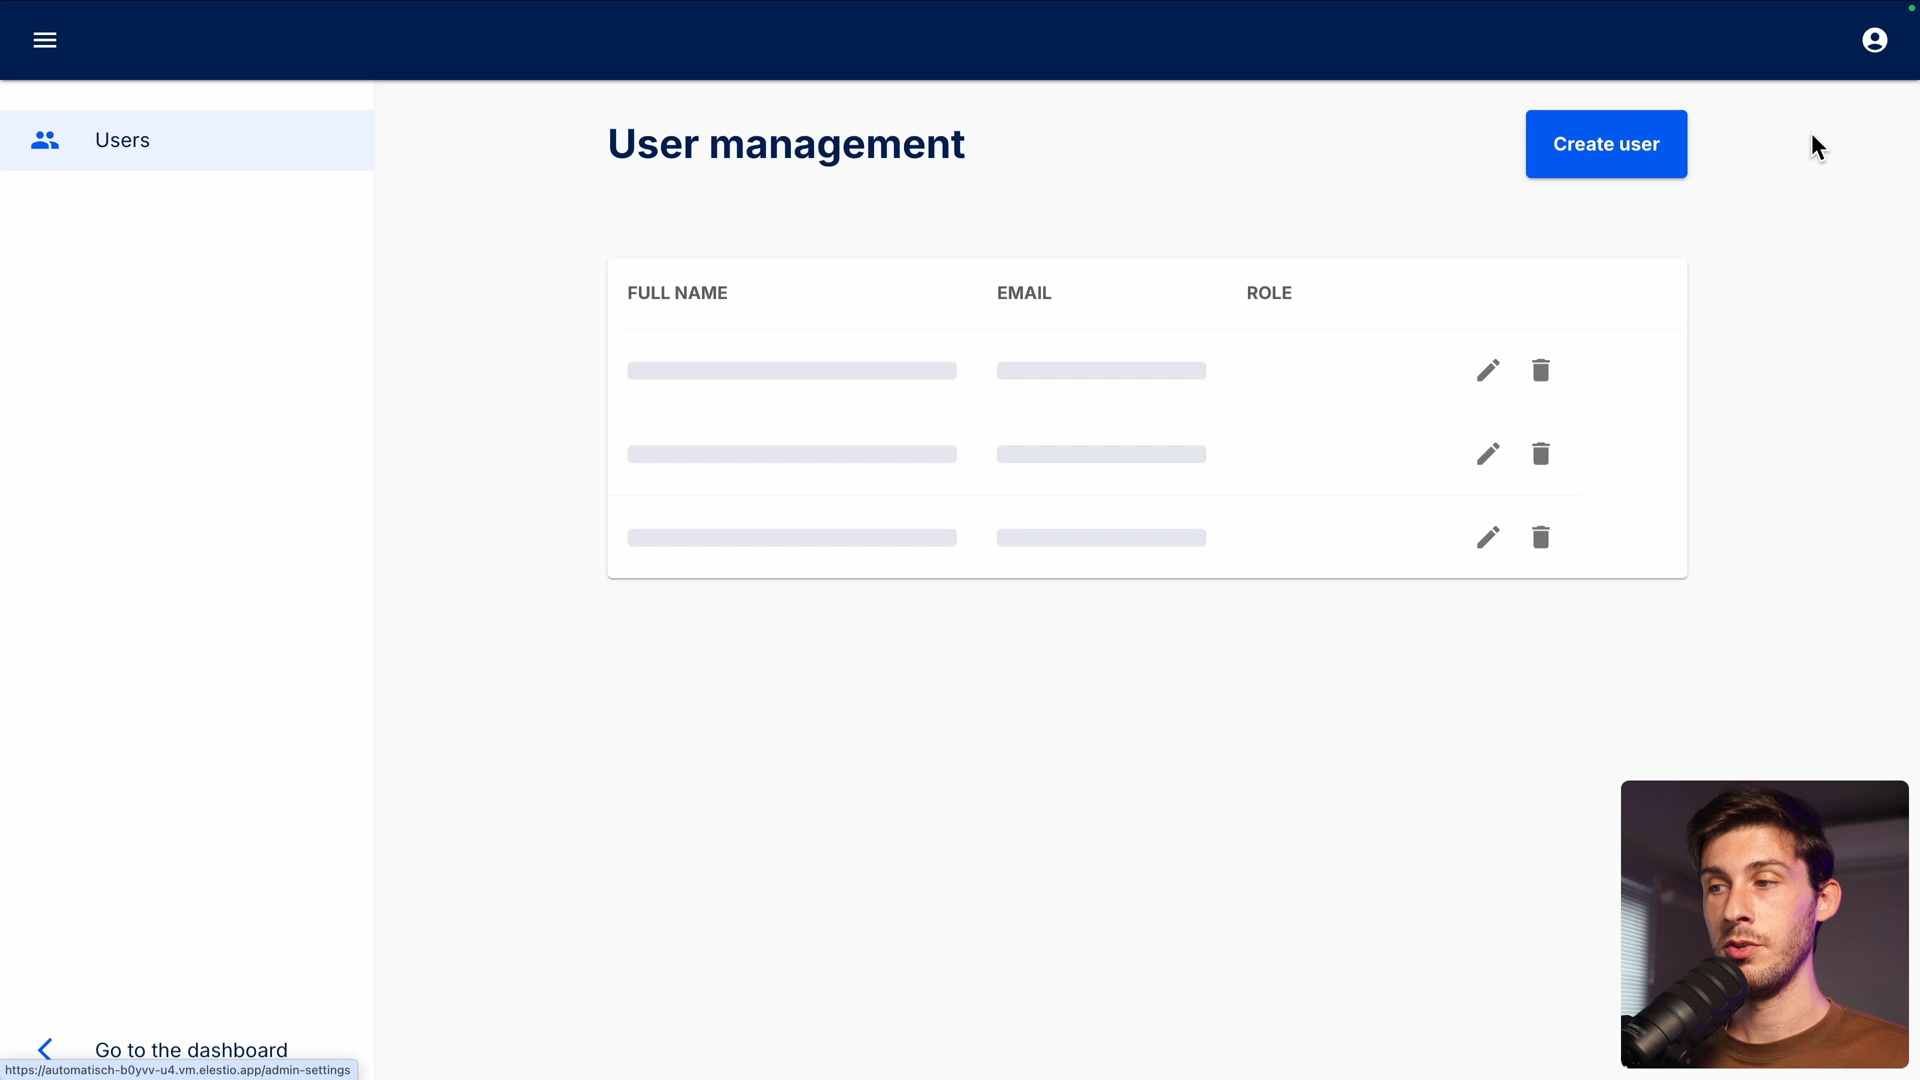 Users
User management
Create user
FULL NAME
EMAIL
ROLE
Go to the dashboard
https://automatisch-b0yvv-u4.vm.elestio.app/admin-settings